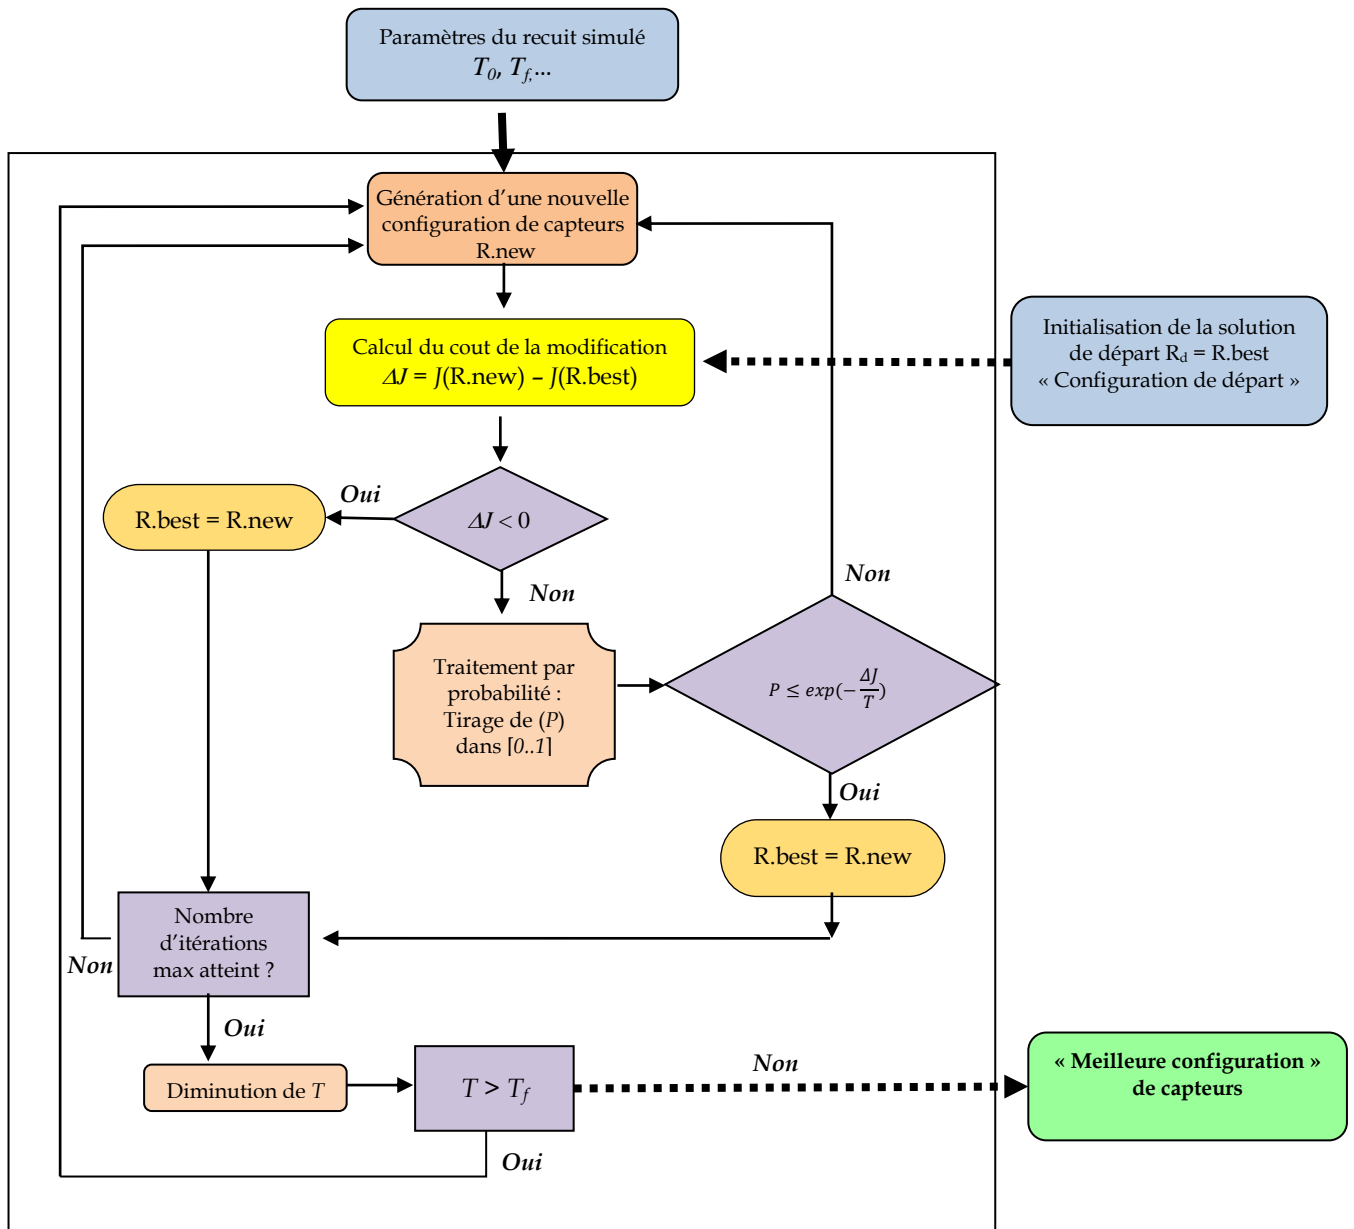 Paramètres du recuit simulé
T0, Tf,...
Génération d'une nouvelle
configuration de capteurs
R.new
Calcul du cout de la modification
ΔJ = J(R.new) – J(R.best)
Initialisation de la solution
de départ Rd = R.best
« Configuration de départ »
Oui
R.best = R.new
ΔJ < 0
Non
Non
Traitement par
probabilité :
Tirage de (P)
dans [0..1]
P ≤ exp(−ΔJ/T)
Oui
R.best = R.new
Nombre
d'itérations
max atteint ?
Non
Oui
Diminution de T
T > Tf
Non
Oui
« Meilleure configuration »
de capteurs